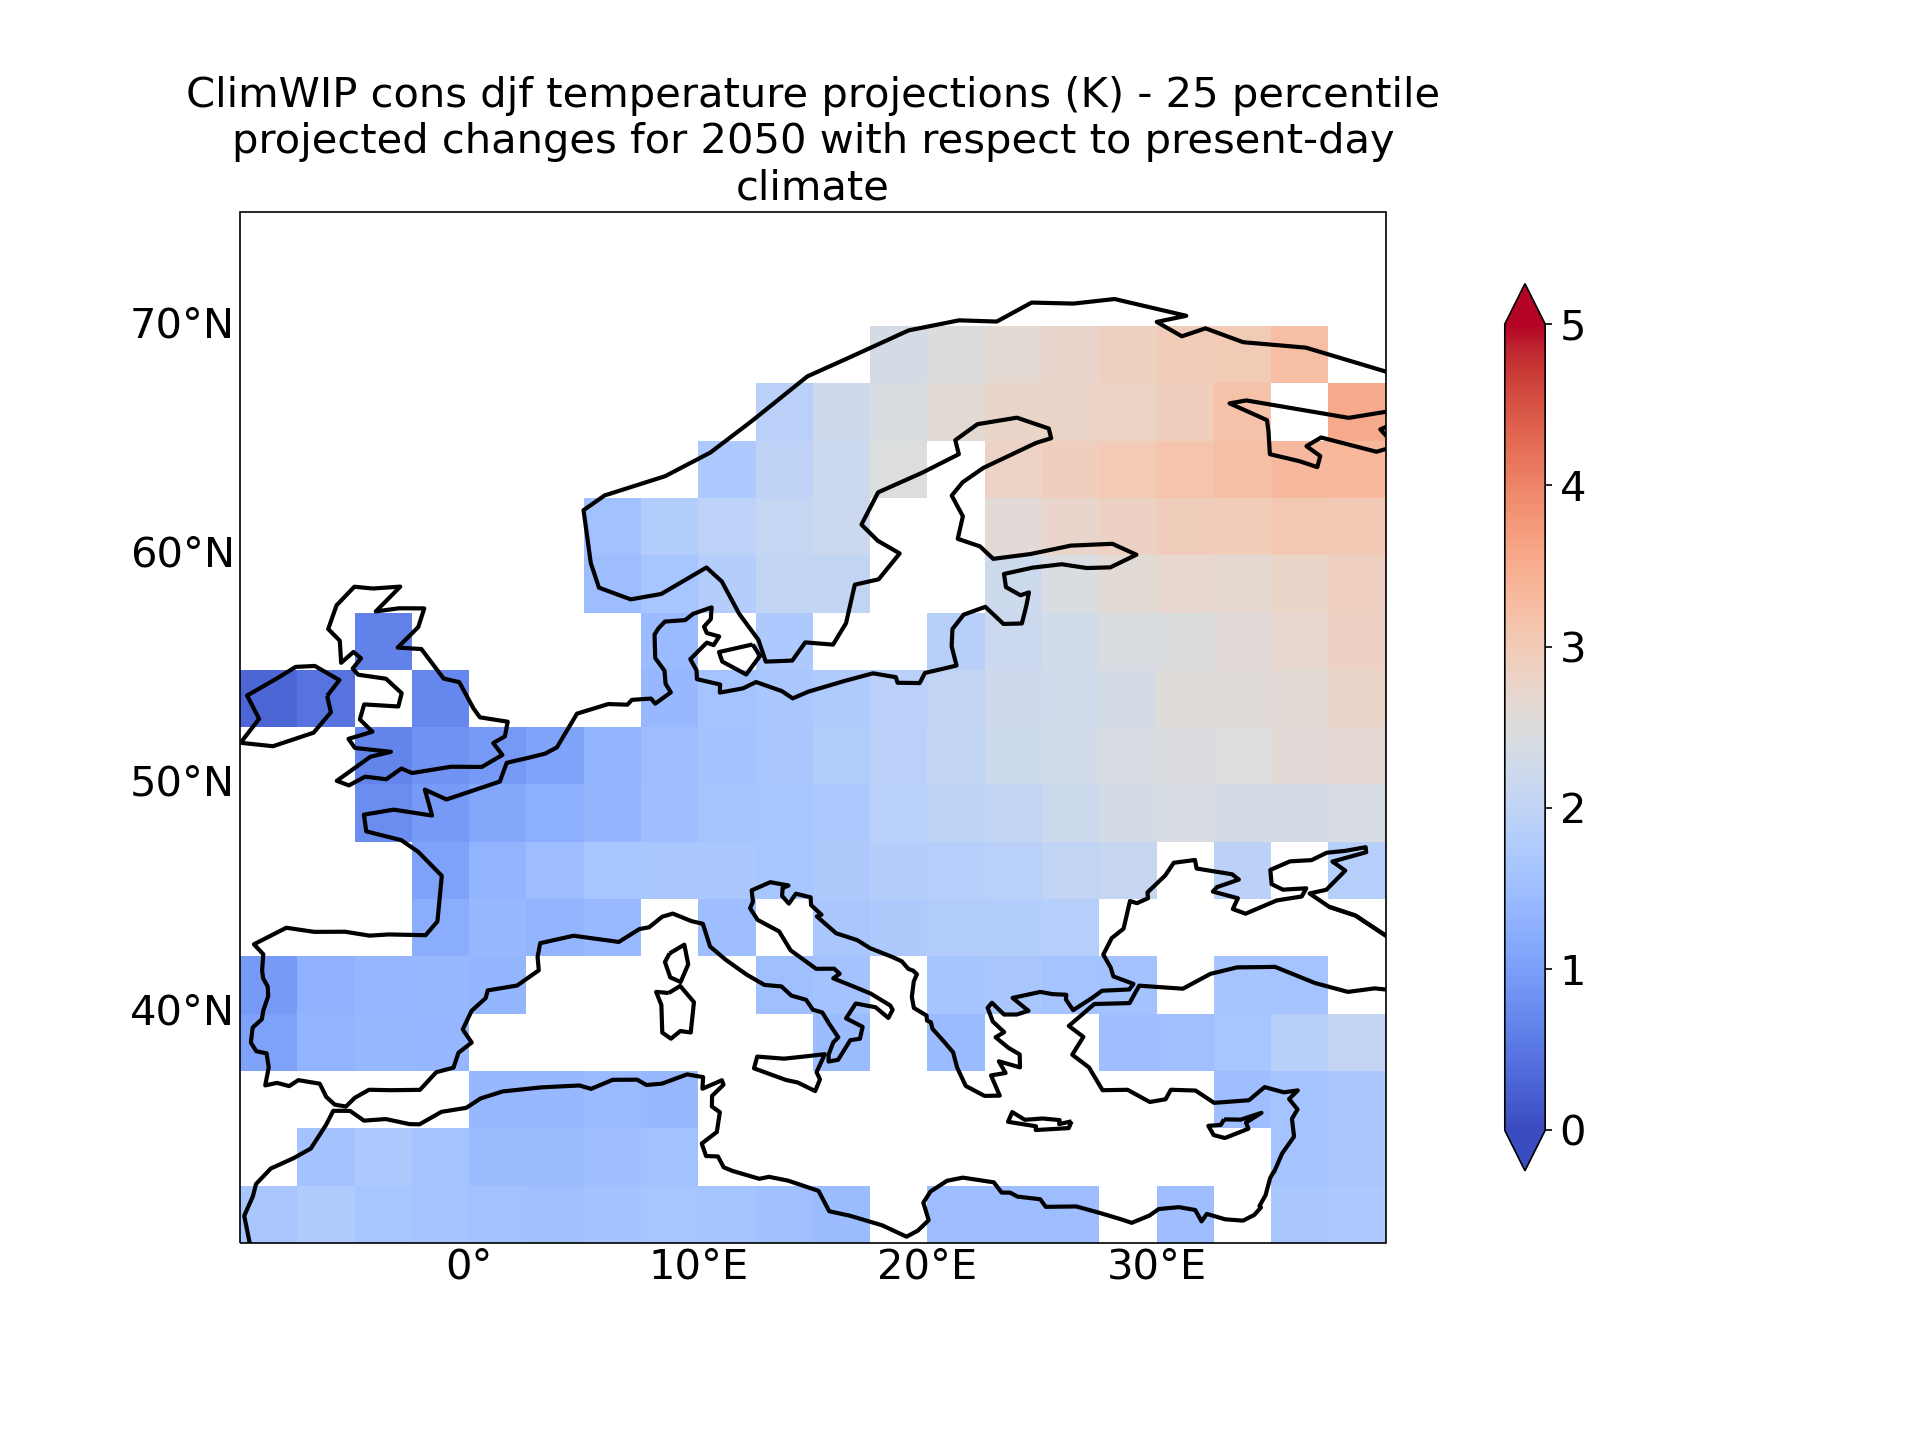 ClimWIP cons djf temperature projections (K) - 25 percentile
projected changes for 2050 with respect to present-day
climate
70°N
60°N
50°N
40°N
0°
10°E
20°E
30°E
5
4
3
2
1
0